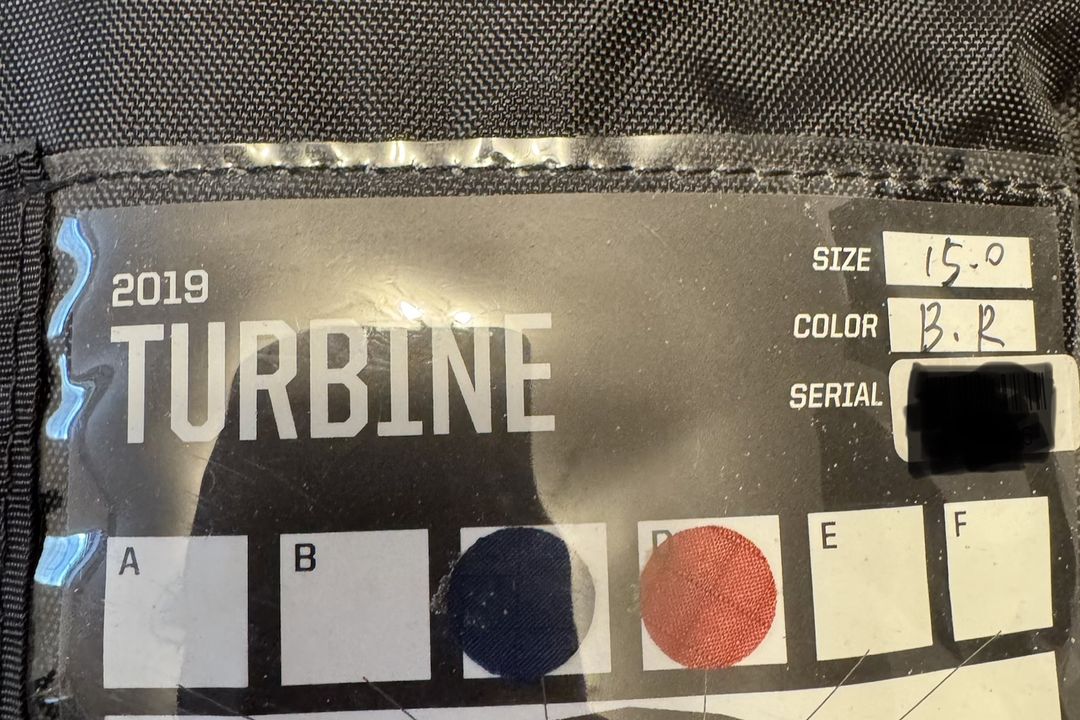 2019
TURBINE
SIZE 15.0
COLOR B.R
SERIAL
A B D E F